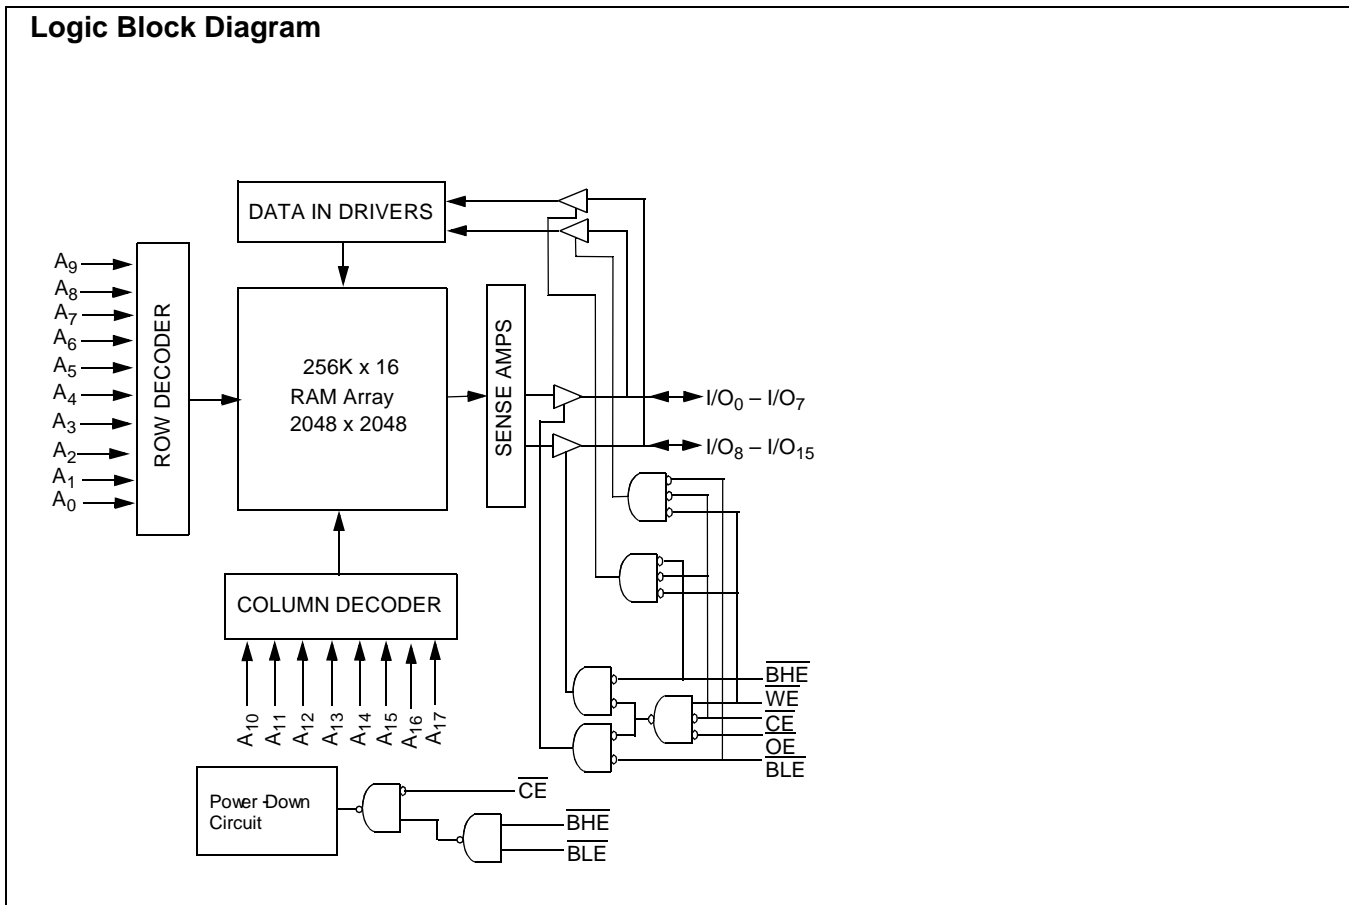 Logic Block Diagram
DATA IN DRIVERS
A9
A8
A7
A6
A5
A4
A3
A2
A1
A0
ROW DECODER
256K x 16
RAM Array
2048 x 2048
SENSE AMPS
I/O0 – I/O7
I/O8 – I/O15
COLUMN DECODER
A10
A11
A12
A13
A14
A15
A16
A17
BHE
WE
CE
OE
BLE
Power -Down
Circuit
CE
BHE
BLE